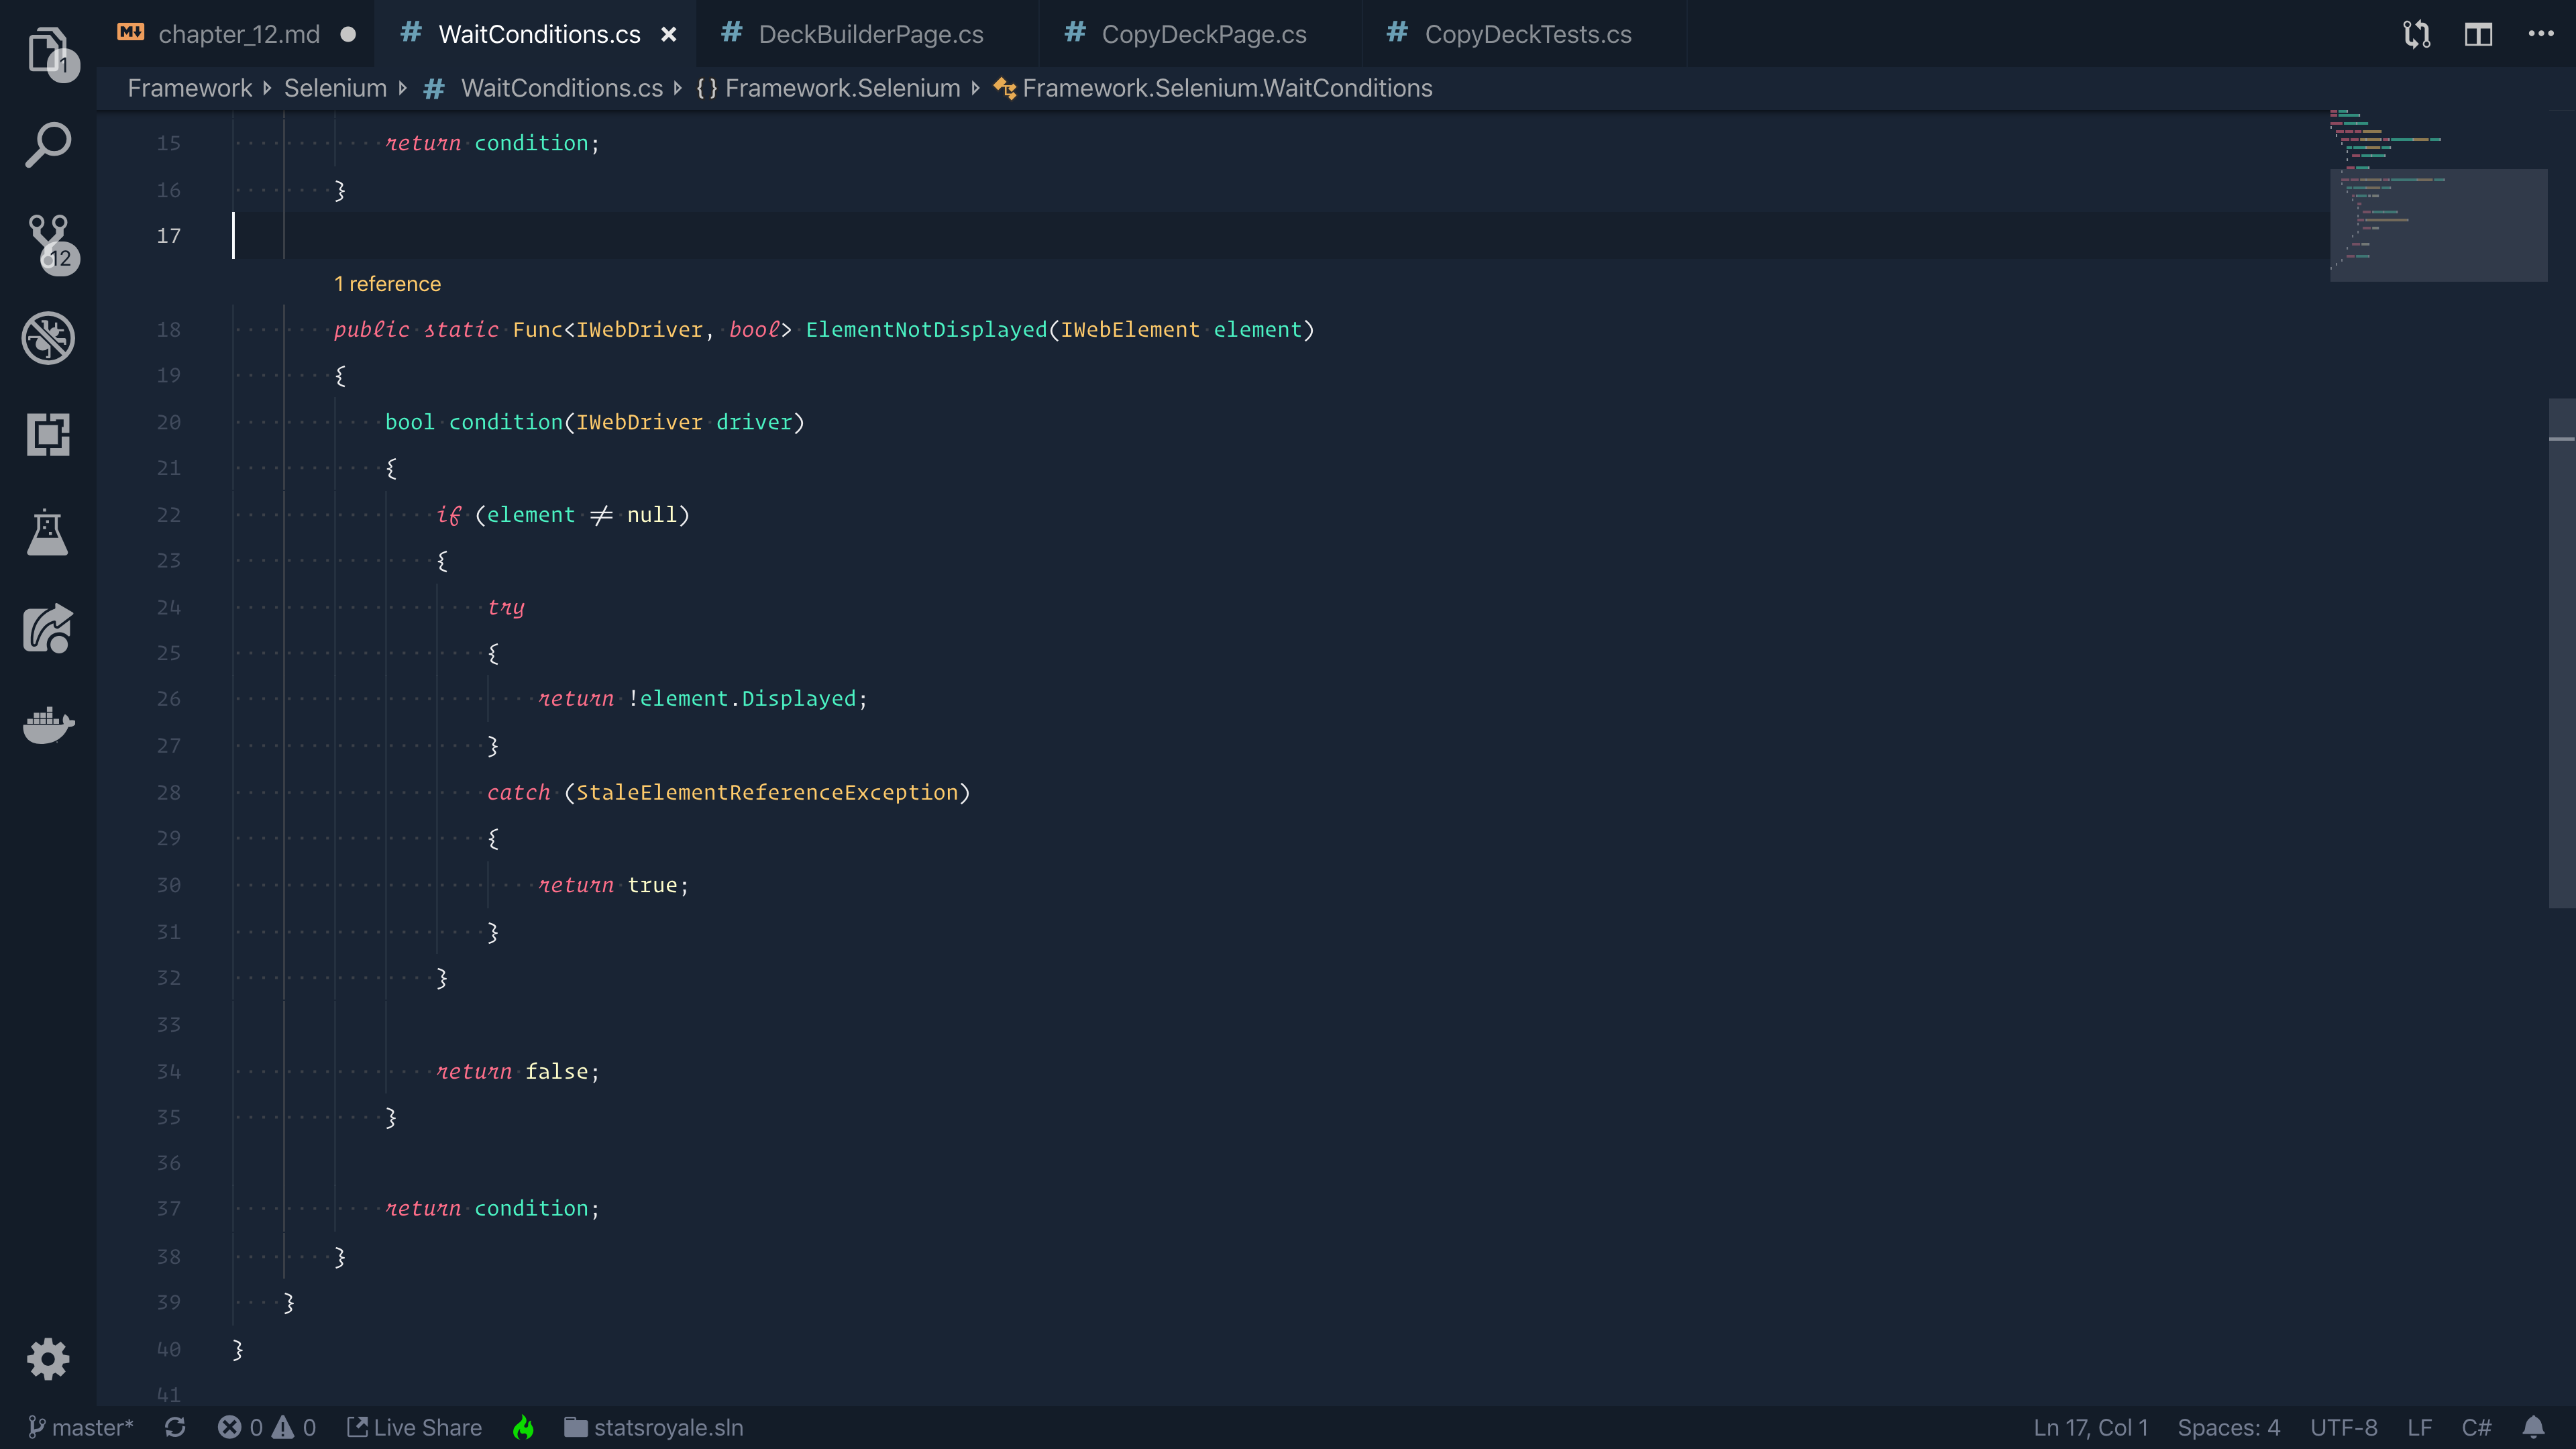 chapter_12.md WaitConditions.cs DeckBuilderPage.cs CopyDeckPage.cs CopyDeckTests.cs
Framework Selenium # WaitConditions.cs {} Framework.Selenium Framework.Selenium.WaitConditions
15 return condition;
16 }
17
1 reference
18 public static Func<IWebDriver, bool> ElementNotDisplayed(IWebElement element)
19 {
20 bool condition(IWebDriver driver)
21 {
22 if (element ≠ null)
23 {
24 try
25 {
26 return !element.Displayed;
27 }
28 catch (StaleElementReferenceException)
29 {
30 return true;
31 }
32 }
33
34 return false;
35 }
36
37 return condition;
38 }
39 }
40 }
41
1
12
master* 0 0 Live Share statsroyale.sln Ln 17, Col 1 Spaces: 4 UTF-8 LF C#